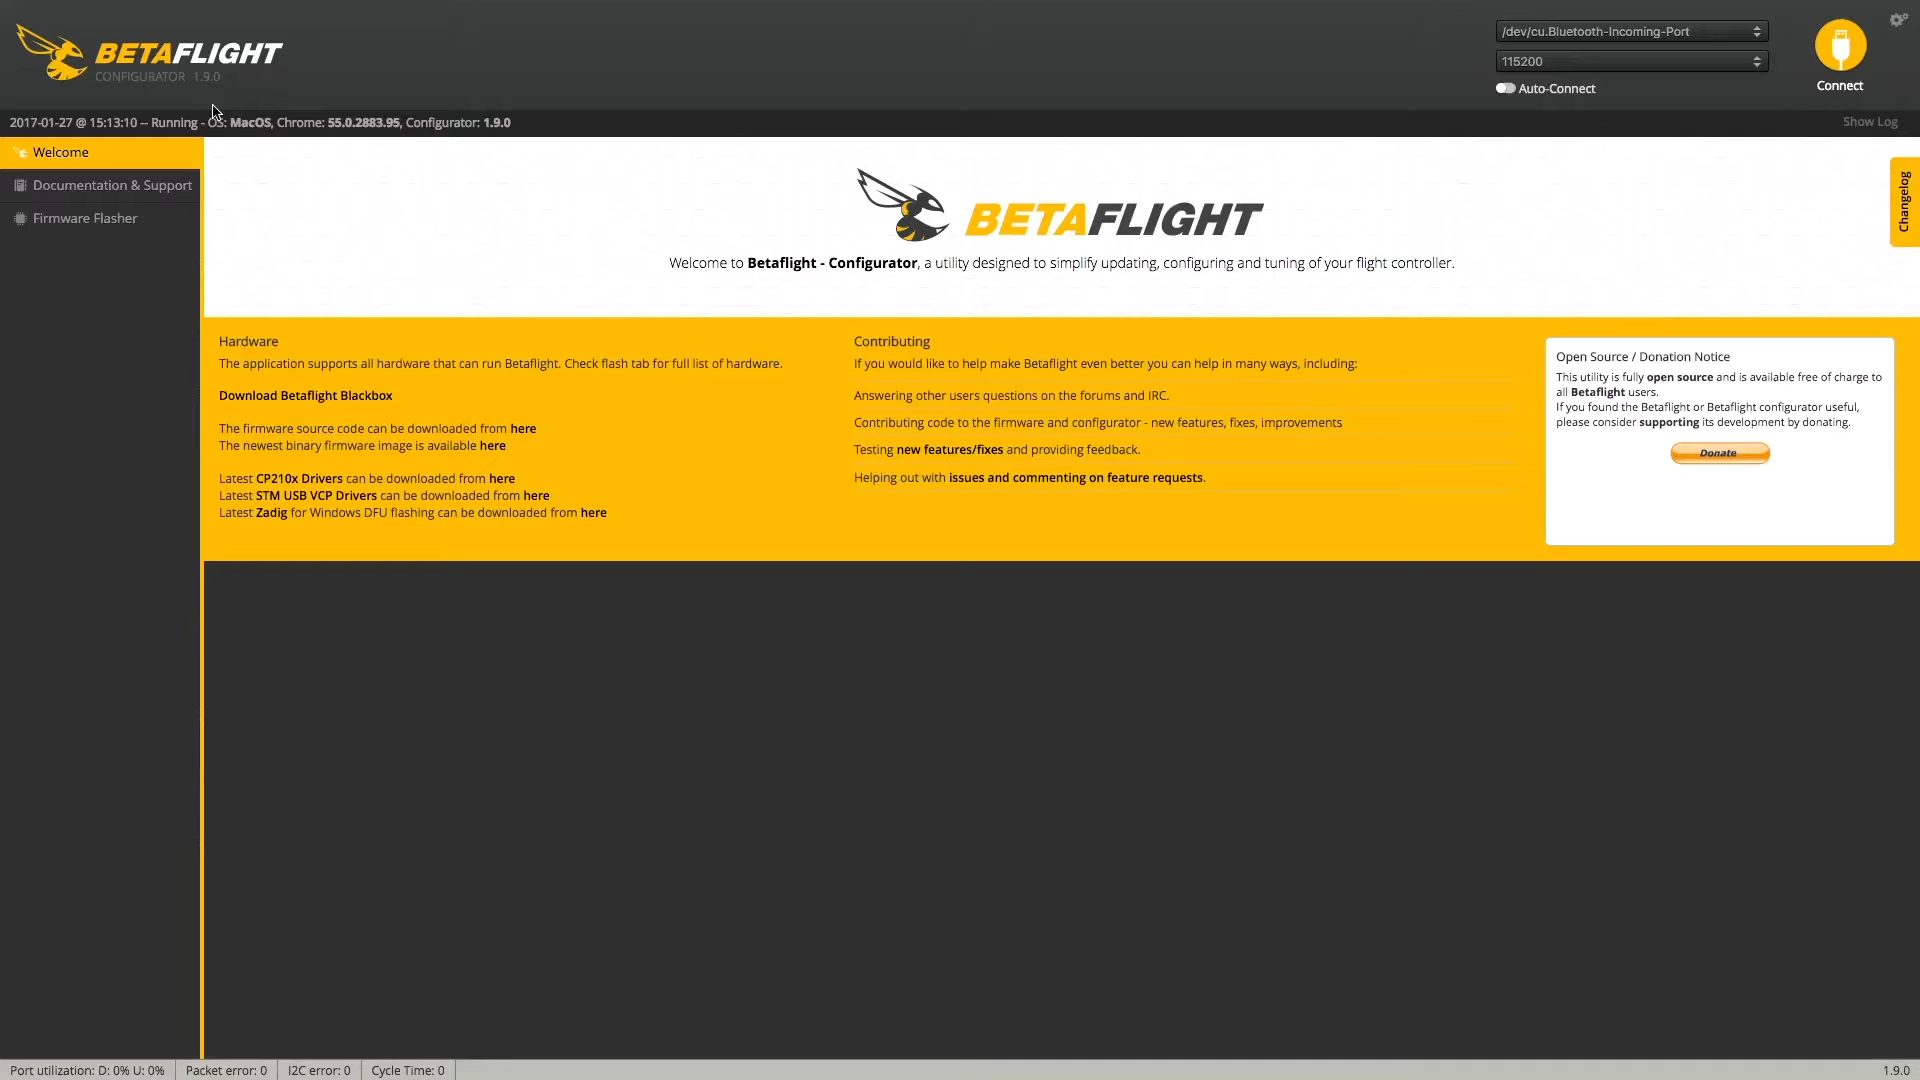 BETAFLIGHT
CONFIGURATOR 1.9.0
/dev/cu.Bluetooth-Incoming-Port
115200
Auto-Connect
Connect
2017-01-27 @ 15:13:10 -- Running - OS: MacOS, Chrome: 55.0.2883.95, Configurator: 1.9.0
Show Log
Welcome
Documentation & Support
Firmware Flasher
BETAFLIGHT
Changelog
Welcome to Betaflight - Configurator, a utility designed to simplify updating, configuring and tuning of your flight controller.
Hardware
The application supports all hardware that can run Betaflight. Check flash tab for full list of hardware.
Download Betaflight Blackbox
The firmware source code can be downloaded from here
The newest binary firmware image is available here
Latest CP210x Drivers can be downloaded from here
Latest STM USB VCP Drivers can be downloaded from here
Latest Zadig for Windows DFU flashing can be downloaded from here
Contributing
If you would like to help make Betaflight even better you can help in many ways, including:
Answering other users questions on the forums and IRC.
Contributing code to the firmware and configurator - new features, fixes, improvements
Testing new features/fixes and providing feedback.
Helping out with issues and commenting on feature requests.
Open Source / Donation Notice
This utility is fully open source and is available free of charge to
all Betaflight users.
If you found the Betaflight or Betaflight configurator useful,
please consider supporting its development by donating.
Donate
Port utilization: D: 0% U: 0%
Packet error: 0
I2C error: 0
Cycle Time: 0
1.9.0